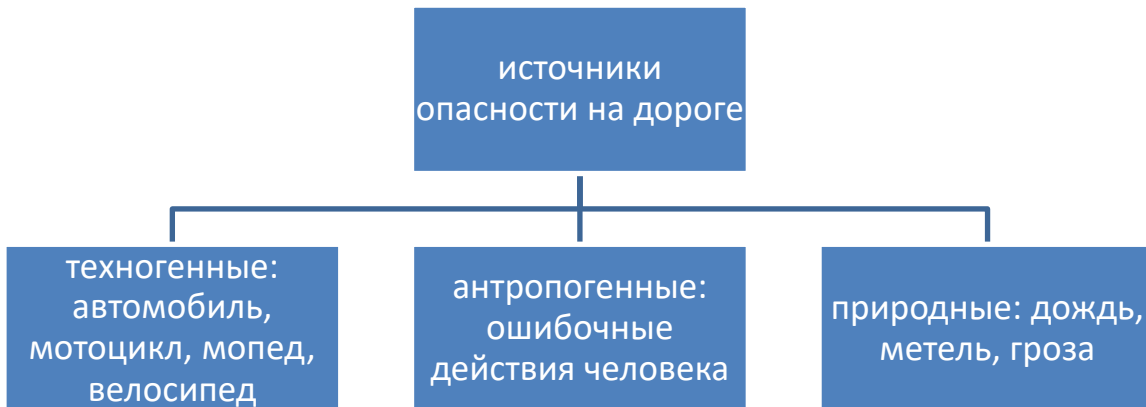 источники
опасности на дороге
техногенные:
автомобиль,
мотоцикл, мопед,
велосипед
антропогенные:
ошибочные
действия человека
природные: дождь,
метель, гроза